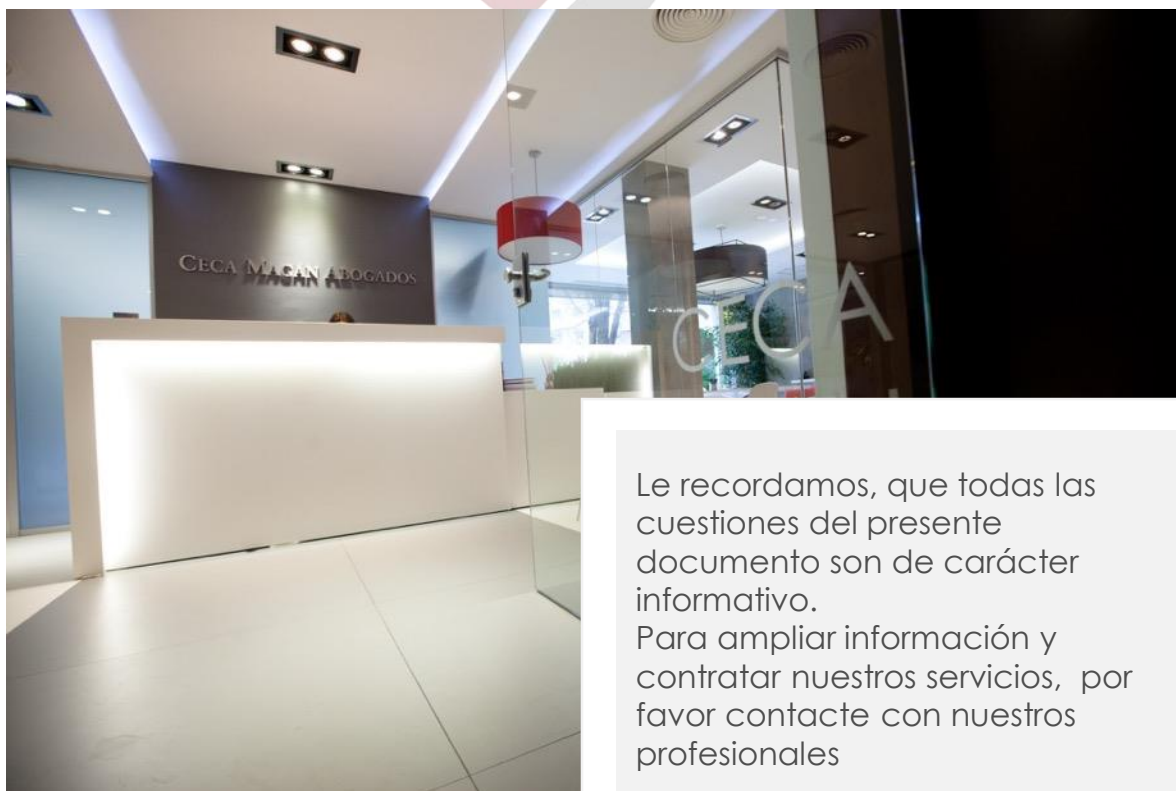 CECA MAGAN ABOGADOS
CECA
Le recordamos, que todas las
cuestiones del presente
documento son de carácter
informativo.
Para ampliar información y
contratar nuestros servicios, por
favor contacte con nuestros
profesionales